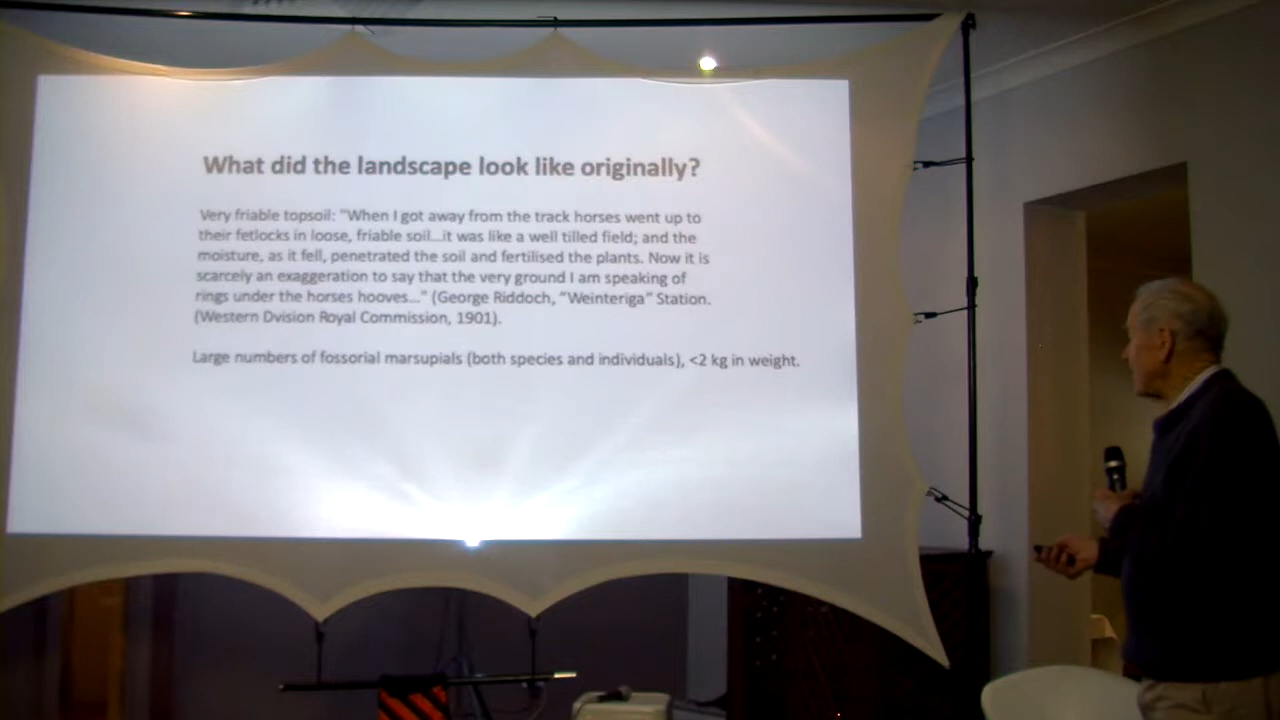 What did the landscape look like originally?
Very friable topsoil: "When I got away from the track horses went up to
their fetlocks in loose, friable soil...it was like a well tilled field; and the
moisture, as it fell, penetrated the soil and fertilised the plants. Now it is
scarcely an exaggeration to say that the very ground I am speaking of
rings under the horses hooves..." (George Riddoch, "Weinteriga" Station.
(Western Dvision Royal Commission, 1901).
Large numbers of fossorial marsupials (both species and individuals), <2 kg in weight.